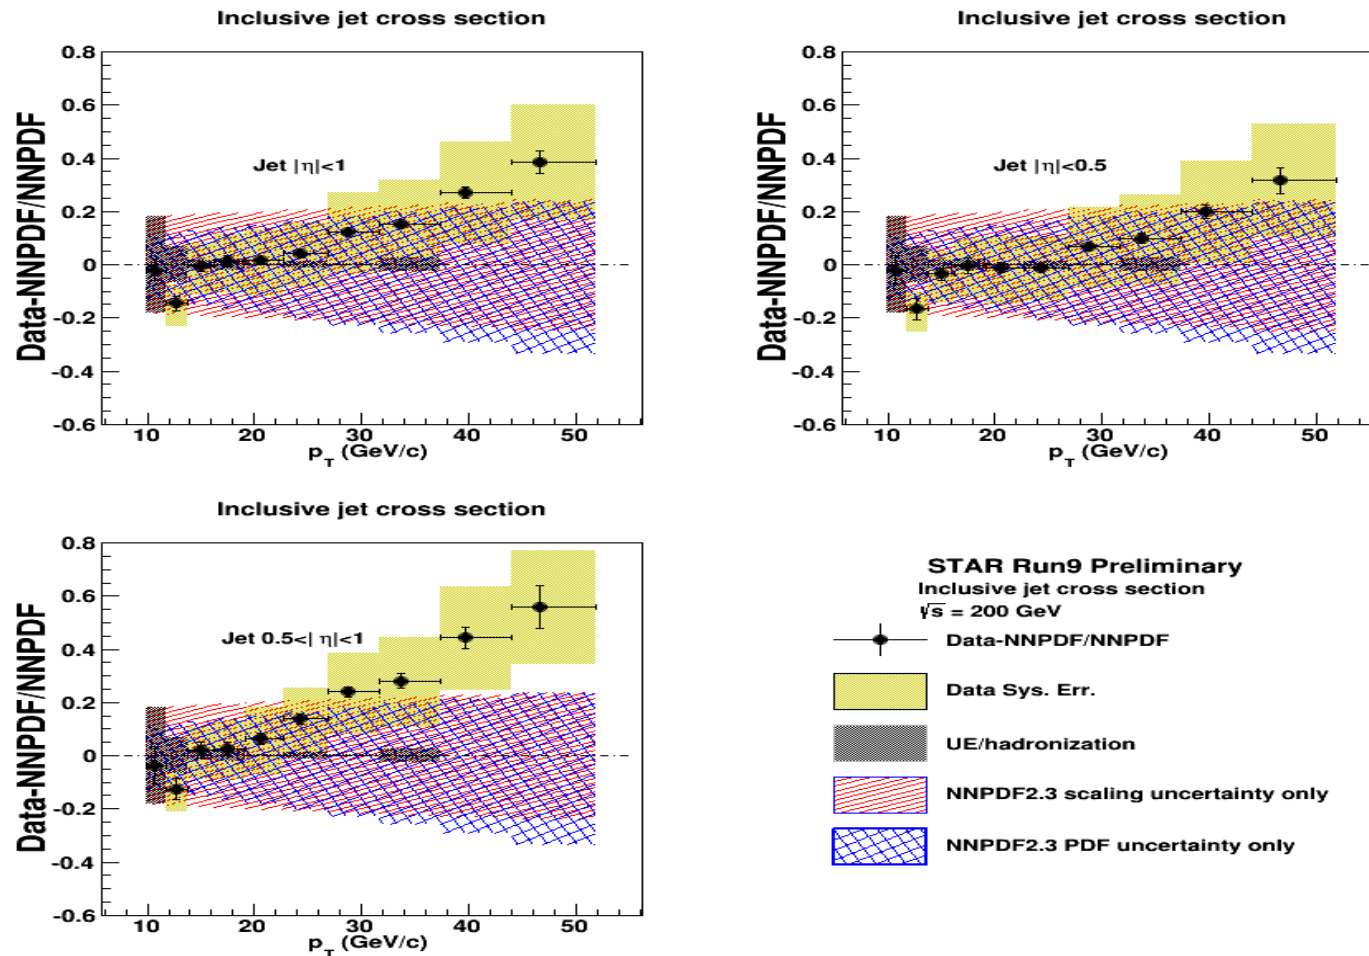 Inclusive jet cross section
Data-NNPDF/NNPDF
0.8
0.6
0.4
0.2
0
-0.2
-0.4
-0.6
Jet |η|<1
10 20 30 40 50
p_T (GeV/c)
Inclusive jet cross section
Data-NNPDF/NNPDF
0.8
0.6
0.4
0.2
0
-0.2
-0.4
-0.6
Jet |η|<0.5
10 20 30 40 50
p_T (GeV/c)
Inclusive jet cross section
Data-NNPDF/NNPDF
0.8
0.6
0.4
0.2
0
-0.2
-0.4
-0.6
Jet 0.5<| η|<1
10 20 30 40 50
p_T (GeV/c)
STAR Run9 Preliminary
Inclusive jet cross section
√s = 200 GeV
Data-NNPDF/NNPDF
Data Sys. Err.
UE/hadronization
NNPDF2.3 scaling uncertainty only
NNPDF2.3 PDF uncertainty only